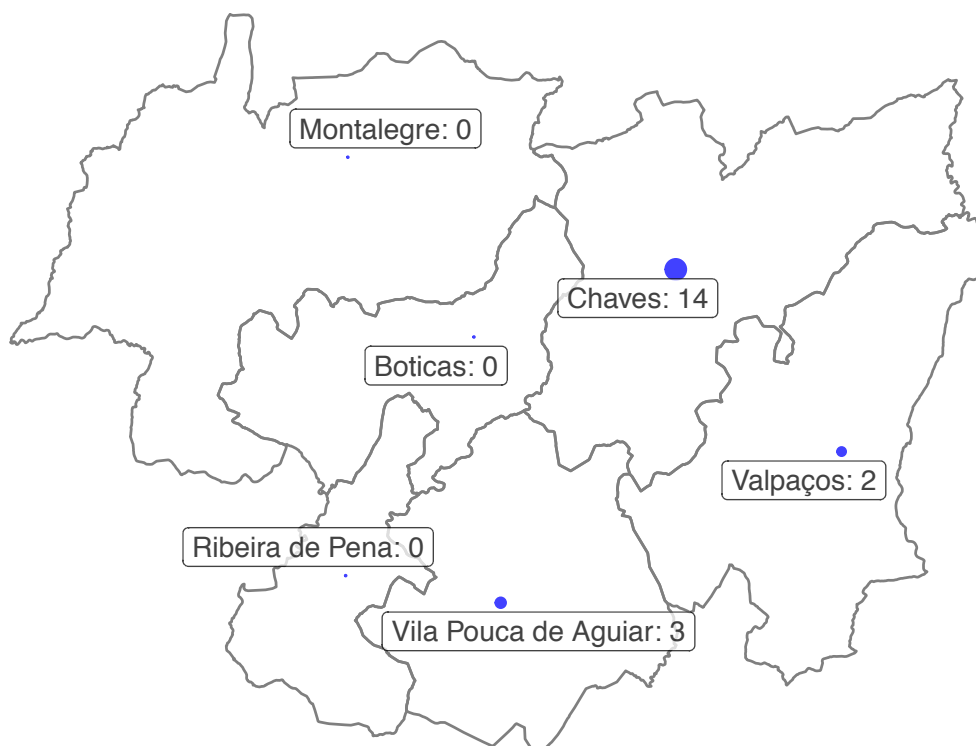 Montalegre: 0
Chaves: 14
Boticas: 0
Valpaços: 2
Ribeira de Pena: 0
Vila Pouca de Aguiar: 3